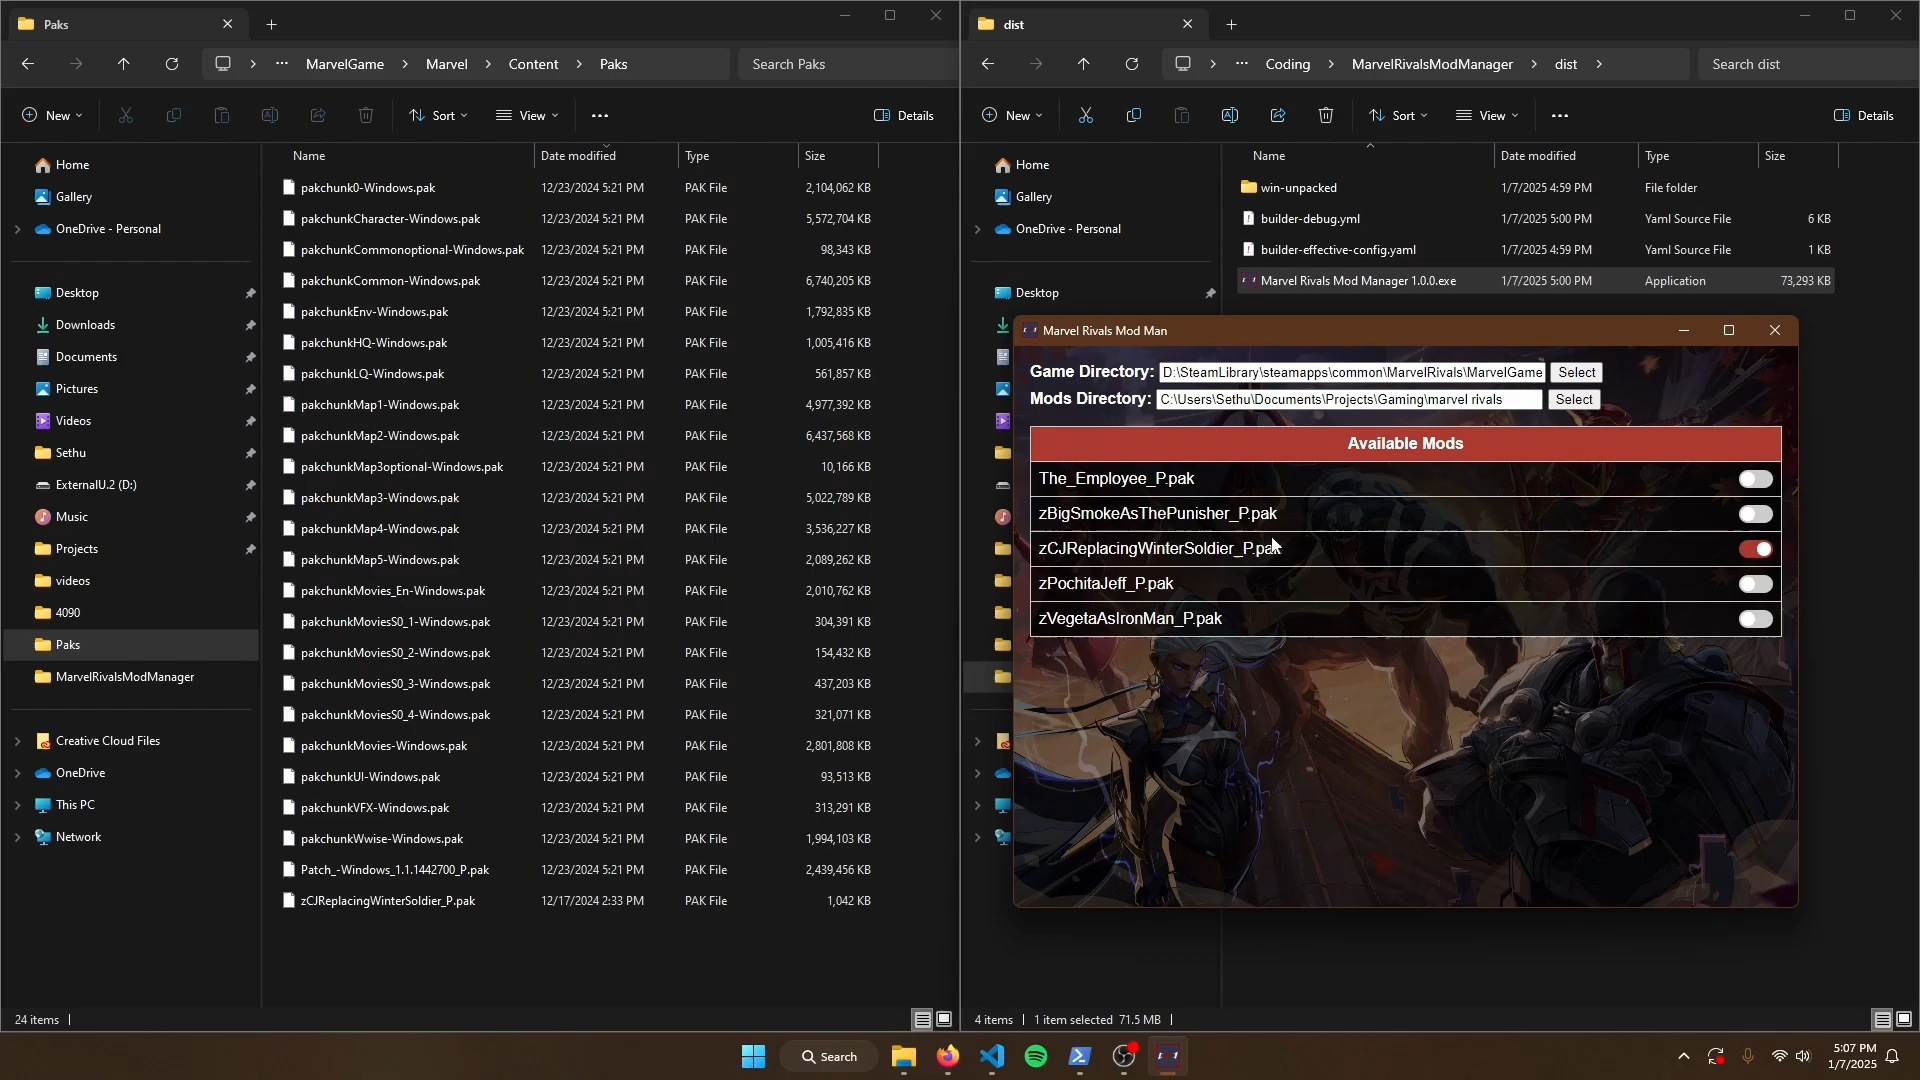 Paks
MarvelGame
Marvel
Content
Paks
Search Paks
New
Sort
View
Details
Name
Date modified
Type
Size
Home
Gallery
OneDrive - Personal
Desktop
Downloads
Documents
Pictures
Videos
Sethu
ExternalU.2 (D:)
Music
Projects
videos
4090
Paks
MarvelRivalsModManager
Creative Cloud Files
OneDrive
This PC
Network
pakchunk0-Windows.pak 12/23/2024 5:21 PM PAK File 2,104,062 KB
pakchunkCharacter-Windows.pak 12/23/2024 5:21 PM PAK File 5,572,704 KB
pakchunkCommonoptional-Windows.pak 12/23/2024 5:21 PM PAK File 98,343 KB
pakchunkCommon-Windows.pak 12/23/2024 5:21 PM PAK File 6,740,205 KB
pakchunkEnv-Windows.pak 12/23/2024 5:21 PM PAK File 1,792,835 KB
pakchunkHQ-Windows.pak 12/23/2024 5:21 PM PAK File 1,005,416 KB
pakchunkLQ-Windows.pak 12/23/2024 5:21 PM PAK File 561,857 KB
pakchunkMap1-Windows.pak 12/23/2024 5:21 PM PAK File 4,977,392 KB
pakchunkMap2-Windows.pak 12/23/2024 5:21 PM PAK File 6,437,568 KB
pakchunkMap3optional-Windows.pak 12/23/2024 5:21 PM PAK File 10,166 KB
pakchunkMap3-Windows.pak 12/23/2024 5:21 PM PAK File 5,022,789 KB
pakchunkMap4-Windows.pak 12/23/2024 5:21 PM PAK File 3,536,227 KB
pakchunkMap5-Windows.pak 12/23/2024 5:21 PM PAK File 2,089,262 KB
pakchunkMovies_En-Windows.pak 12/23/2024 5:21 PM PAK File 2,010,762 KB
pakchunkMoviesS0_1-Windows.pak 12/23/2024 5:21 PM PAK File 304,391 KB
pakchunkMoviesS0_2-Windows.pak 12/23/2024 5:21 PM PAK File 154,432 KB
pakchunkMoviesS0_3-Windows.pak 12/23/2024 5:21 PM PAK File 437,203 KB
pakchunkMoviesS0_4-Windows.pak 12/23/2024 5:21 PM PAK File 321,071 KB
pakchunkMovies-Windows.pak 12/23/2024 5:21 PM PAK File 2,801,808 KB
pakchunkUI-Windows.pak 12/23/2024 5:21 PM PAK File 93,513 KB
pakchunkVFX-Windows.pak 12/23/2024 5:21 PM PAK File 313,291 KB
pakchunkWwise-Windows.pak 12/23/2024 5:21 PM PAK File 1,994,103 KB
Patch_-Windows_1.1.1442700_P.pak 12/23/2024 5:21 PM PAK File 2,439,456 KB
zCJReplacingWinterSoldier_P.pak 12/17/2024 2:33 PM PAK File 1,042 KB
24 items
dist
Coding
MarvelRivalsModManager
dist
Search dist
New
Sort
View
Details
Name
Date modified
Type
Size
Home
Gallery
OneDrive - Personal
Desktop
win-unpacked 1/7/2025 4:59 PM File folder
builder-debug.yml 1/7/2025 5:00 PM Yaml Source File 6 KB
builder-effective-config.yaml 1/7/2025 4:59 PM Yaml Source File 1 KB
Marvel Rivals Mod Manager 1.0.0.exe 1/7/2025 5:00 PM Application 73,293 KB
Marvel Rivals Mod Man
Game Directory: D:\SteamLibrary\steamapps\common\MarvelRivals\MarvelGame Select
Mods Directory: C:\Users\Sethu\Documents\Projects\Gaming\marvel rivals Select
Available Mods
The_Employee_P.pak
zBigSmokeAsThePunisher_P.pak
zCJReplacingWinterSoldier_P.pak
zPochitaJeff_P.pak
zVegetaAsIronMan_P.pak
4 items
1 item selected 71.5 MB
Search
5:07 PM
1/7/2025